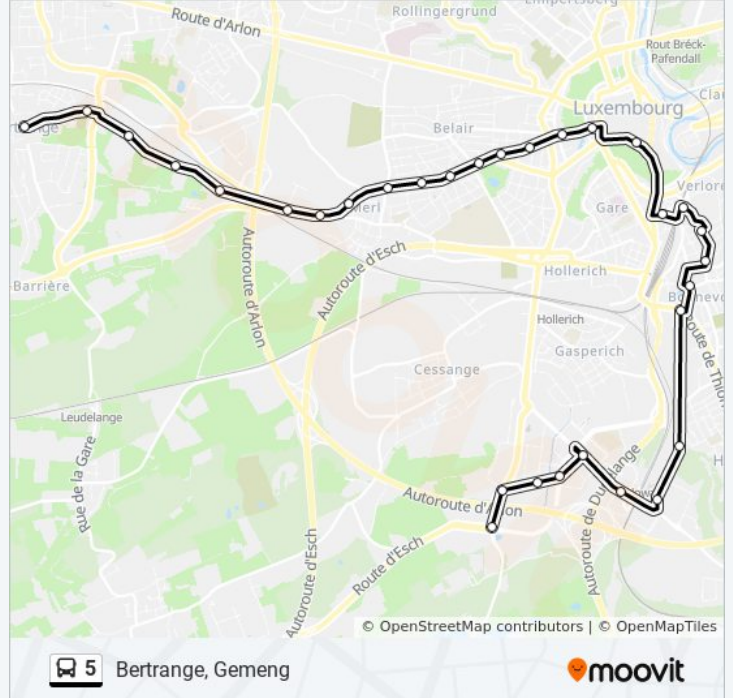 Route d'Arlon
Rollingergrund
Rout Bréck-
Pafendall
Luxembourg
Belair
Verlore
Merl
Gare
Autoroute d'Esch
Autoroute d'Arlon
Barrière
Hollerich
Hollerich
Gasperich
Cessange
Leudelange
Rue de la Gare
Autoroute d'Arlon
Autoroute d'Esch
Route d'Esch
© OpenStreetMap contributors | © OpenMapTiles
5 Bertrange, Gemeng
moovit